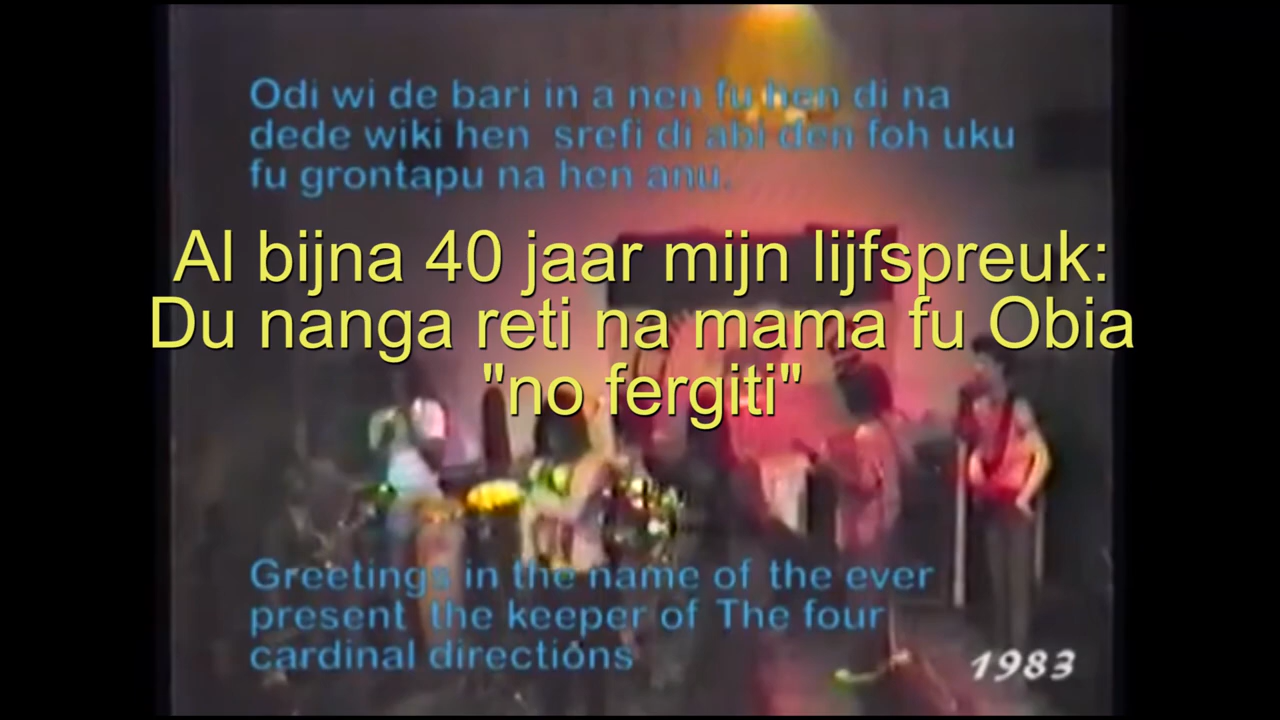 Odi wi de bari in a nen fu hen di na
dede wiki hen srefi di abi den foh uku
fu grontapu na hen anu.
Al bijna 40 jaar mijn lijfspreuk:
Du nanga reti na mama fu Obia
"no fergiti"
Greetings in the name of the ever
present the keeper of The four
cardinal directions
1983